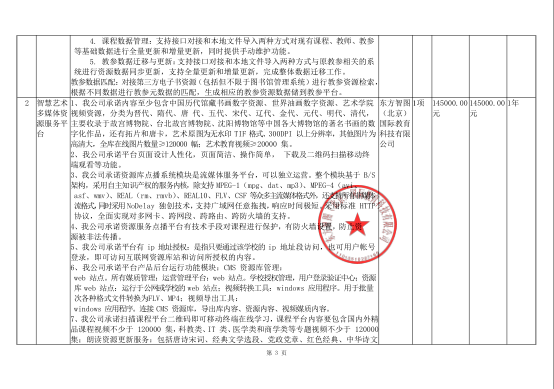 4. 课程数据管理：支持接口对接和本地文件导入两种方式对现有课程、教师、教参
等基础数据进行全量更新和增量更新，同时提供手动维护功能。
5. 教参数据迁移与更新：支持接口对接和本地文件导入两种方式与原教参相关的系
统进行资源数据同步更新，支持全量更新和增量更新，完成整体数据迁移工作。
教参数据匹配：对接第三方电子书资源（包括但不限于图书馆管理系统）进行教参资源检索，
根据不同数据进行教参元数据的匹配，生成相应的教参资源数据储到教参平台。
2 智慧艺术多媒体资源服务平台
1、我公司承诺内容至少包含中国历代馆藏书画数字资源、世界油画数字资源、艺术学院
视频资源，分类为晋代、隋代、唐 代、五代、宋代、辽代、金代、元代、明代、清代，
主要收录于故宫博物院、台北故宫博物院、沈阳博物馆等中国各大博物馆的著名书画的数
字化作品，还有拓片和唐卡，艺术原图为无水印 TIF 格式，300DPI 以上分辨率，其他图片为
高清大，全库在线图片数量≥120000 幅；艺术教育视频≥20000 集。
2、我公司承诺平台页面设计人性化，页面简洁、操作简单， 下载及二维码扫描移动终
端观看等功能。
3、我公司承诺资源库点播系统模块是流媒体服务平台，可以独立运营。整个模块基于 B/S
架构，采用自主知识产权的服务内核，除支持 MPEG-1（mpg、dat、mp3）、MPEG-4（avi、
asf、wmv）、REAL（rm、rmvb）、REAL10、FLV、CSF 等众多主流媒体格式外，
流格式，同时采用 NoDelay 独创技术，支持广域网任意拖拽，响应时间极短，采用标准 HTTP
协议，全面实现对多网卡、跨网段、跨路由、跨防火墙的支持。
4、我公司承诺资源服务点播平台有技术手段对课程进行保护，有防火墙设置，防止资
源被非法传播。
5、我公司承诺平台有 ip 地址授权：是指只要通过该学校的 ip 地址段访问，也可用户帐号
登录，即可访问互联网资源库站和访问所授权的内容。
6、我公司承诺平台产品后台运行功能模块：CMS 资源库管理：
web 站点、所有媒质管理；运营管理平台：web 站点、学校授权管理，用户登录验证中心；资源
库 web 站点：运行于公网或学校的 web 站点；视频转换工具：windows 应用程序，用于批量
次各种格式文件转换为FLV、MP4；视频导出工具：
windows 应用程序，连接 CMS 资源库，导出库内容、资源内容、视频媒质内容。
7、我公司承诺扫描课程平台二维码即可移动终端在线学习，课程平台内容要包含国内外精
品课程视频不少于 120000 集，科教类、IT 类、医学类和商学类等专题视频不少于 120000
集；朗读资源更新服务：包括唐诗宋词、经典文学选段、党政党章、红色经典、中华诗文
东方智图（北京）国际教育科技有限公司
1项
145000.00元
145000.00元
1年
第 3 页